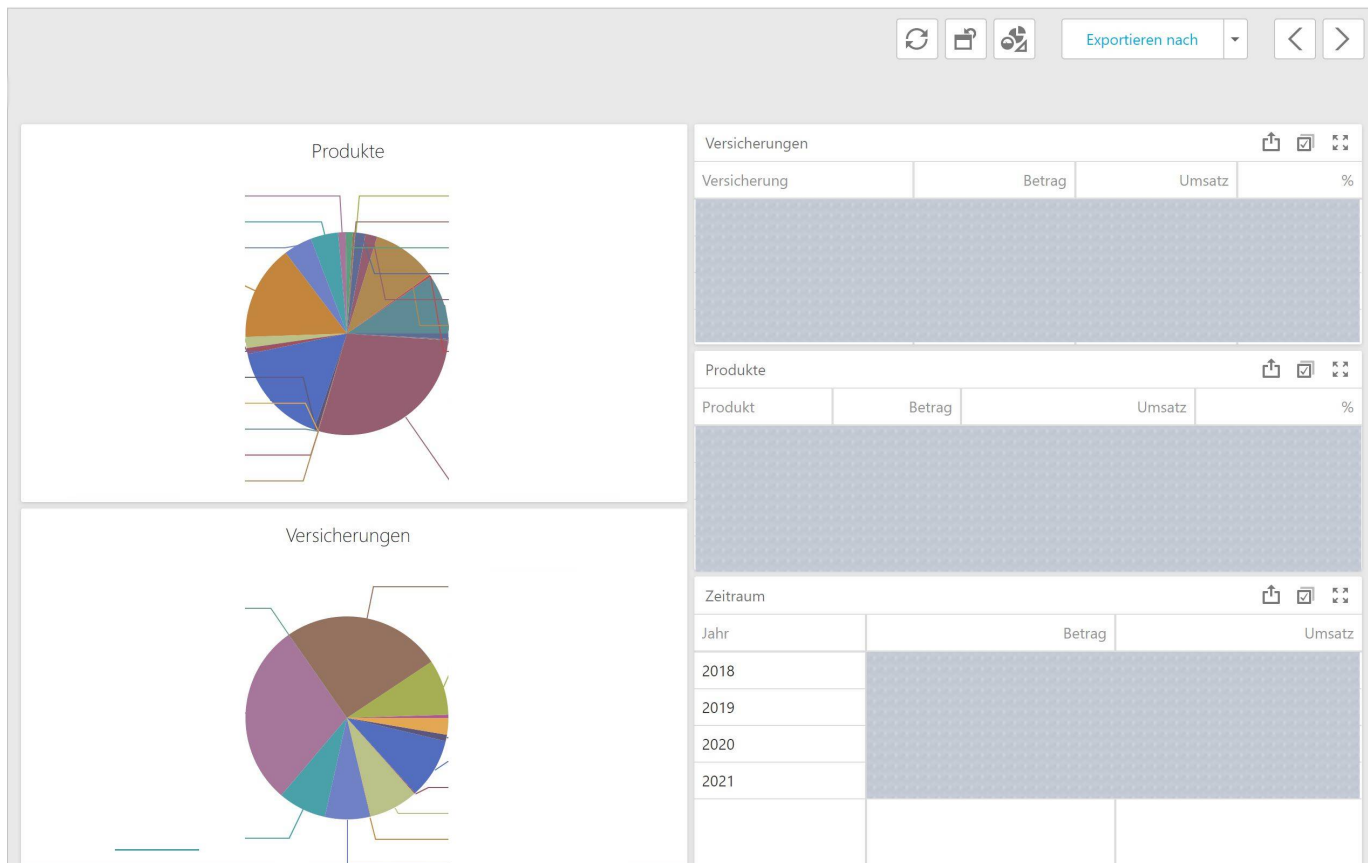 Exportieren nach
Produkte
Versicherungen
Versicherungen
Versicherung Betrag Umsatz %
Produkte
Produkt Betrag Umsatz %
Zeitraum
Jahr Betrag Umsatz
2018
2019
2020
2021